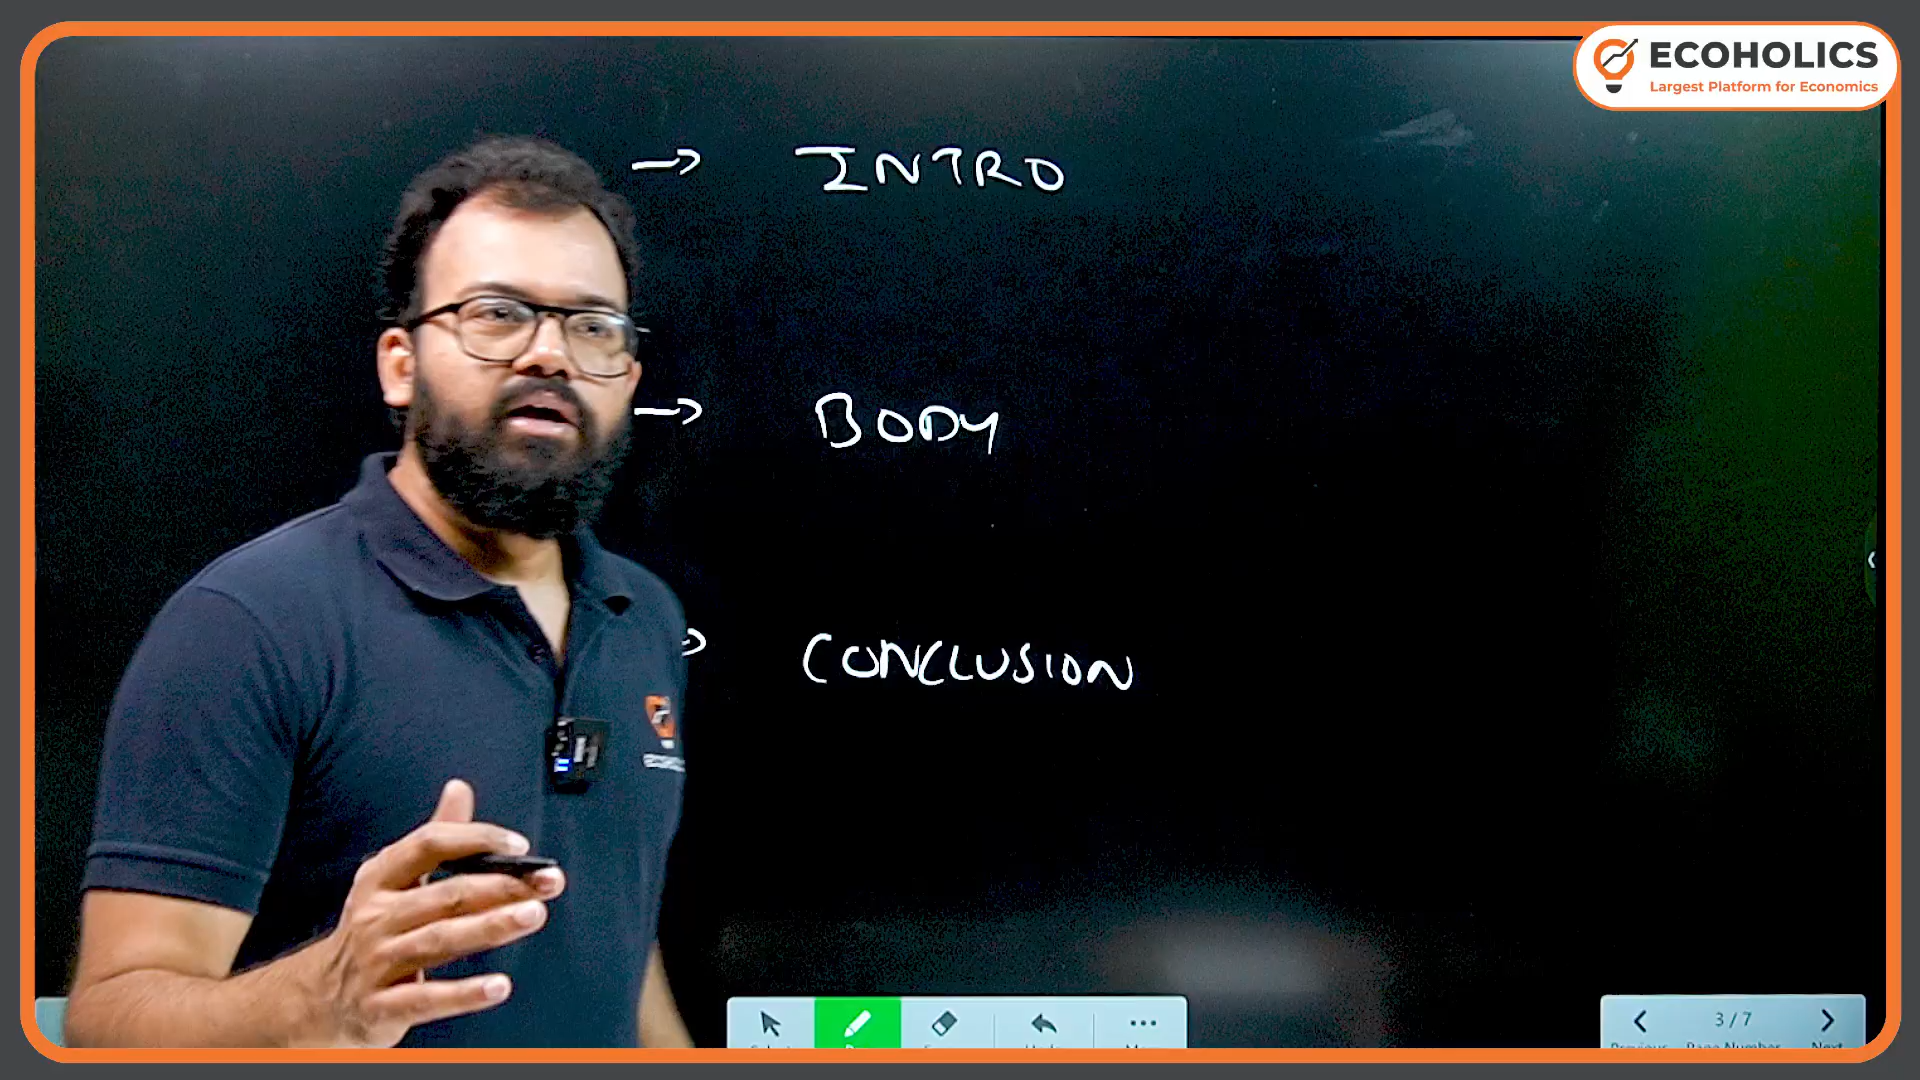 ECOHOLICS
Largest Platform for Economics
→ INTRO
→ BODY
CONCLUSION
3 / 7